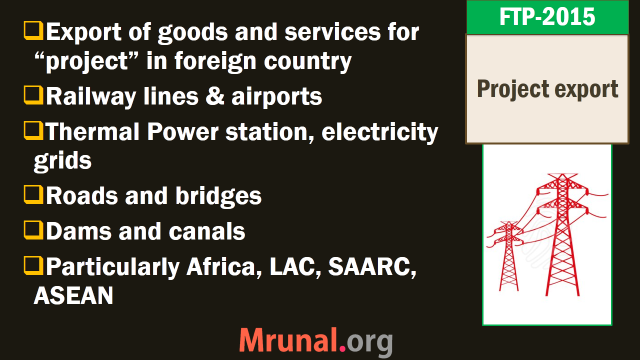 Export of goods and services for
“project” in foreign country
Railway lines & airports
Thermal Power station, electricity
grids
Roads and bridges
Dams and canals
Particularly Africa, LAC, SAARC,
ASEAN
FTP-2015
Project export
Mrunal.org